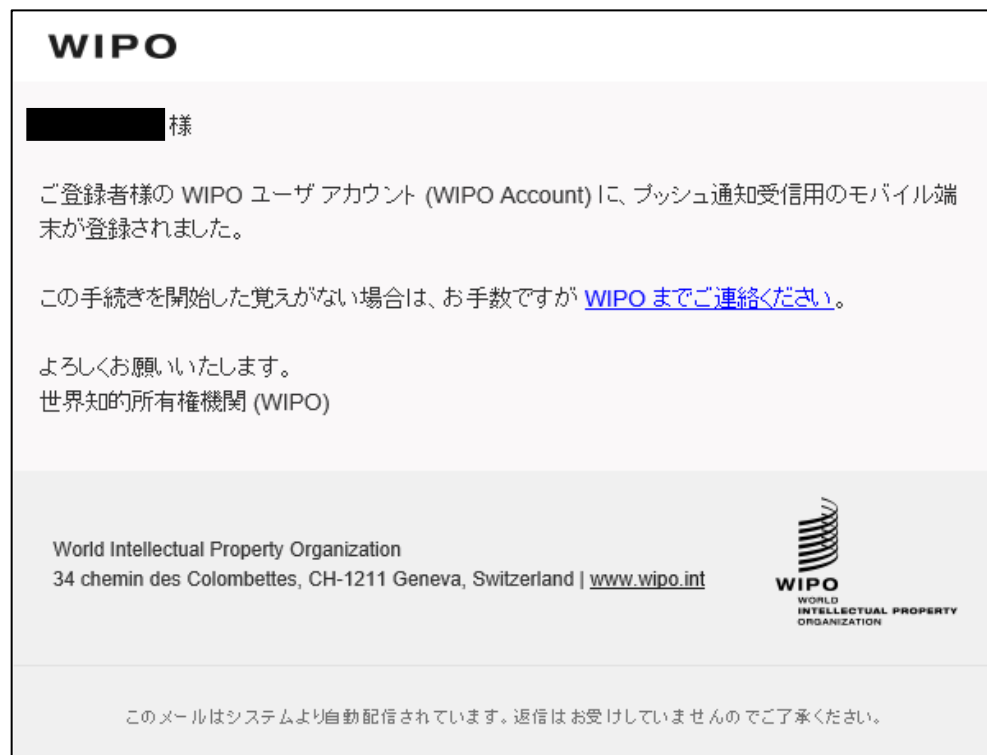 WIPO
様
ご登録者様の WIPO ユーザ アカウント (WIPO Account) に、プッシュ通知受信用のモバイル端
末が登録されました。
この手続きを開始した覚えがない場合は、お手数ですが WIPO までご連絡ください。
よろしくお願いいたします。
世界知的所有権機関 (WIPO)
World Intellectual Property Organization
34 chemin des Colombettes, CH-1211 Geneva, Switzerland | www.wipo.int
WIPO
WORLD
INTELLECTUAL PROPERTY
ORGANIZATION
このメールはシステムより自動配信されています。返信はお受けしていませんのでご了承ください。